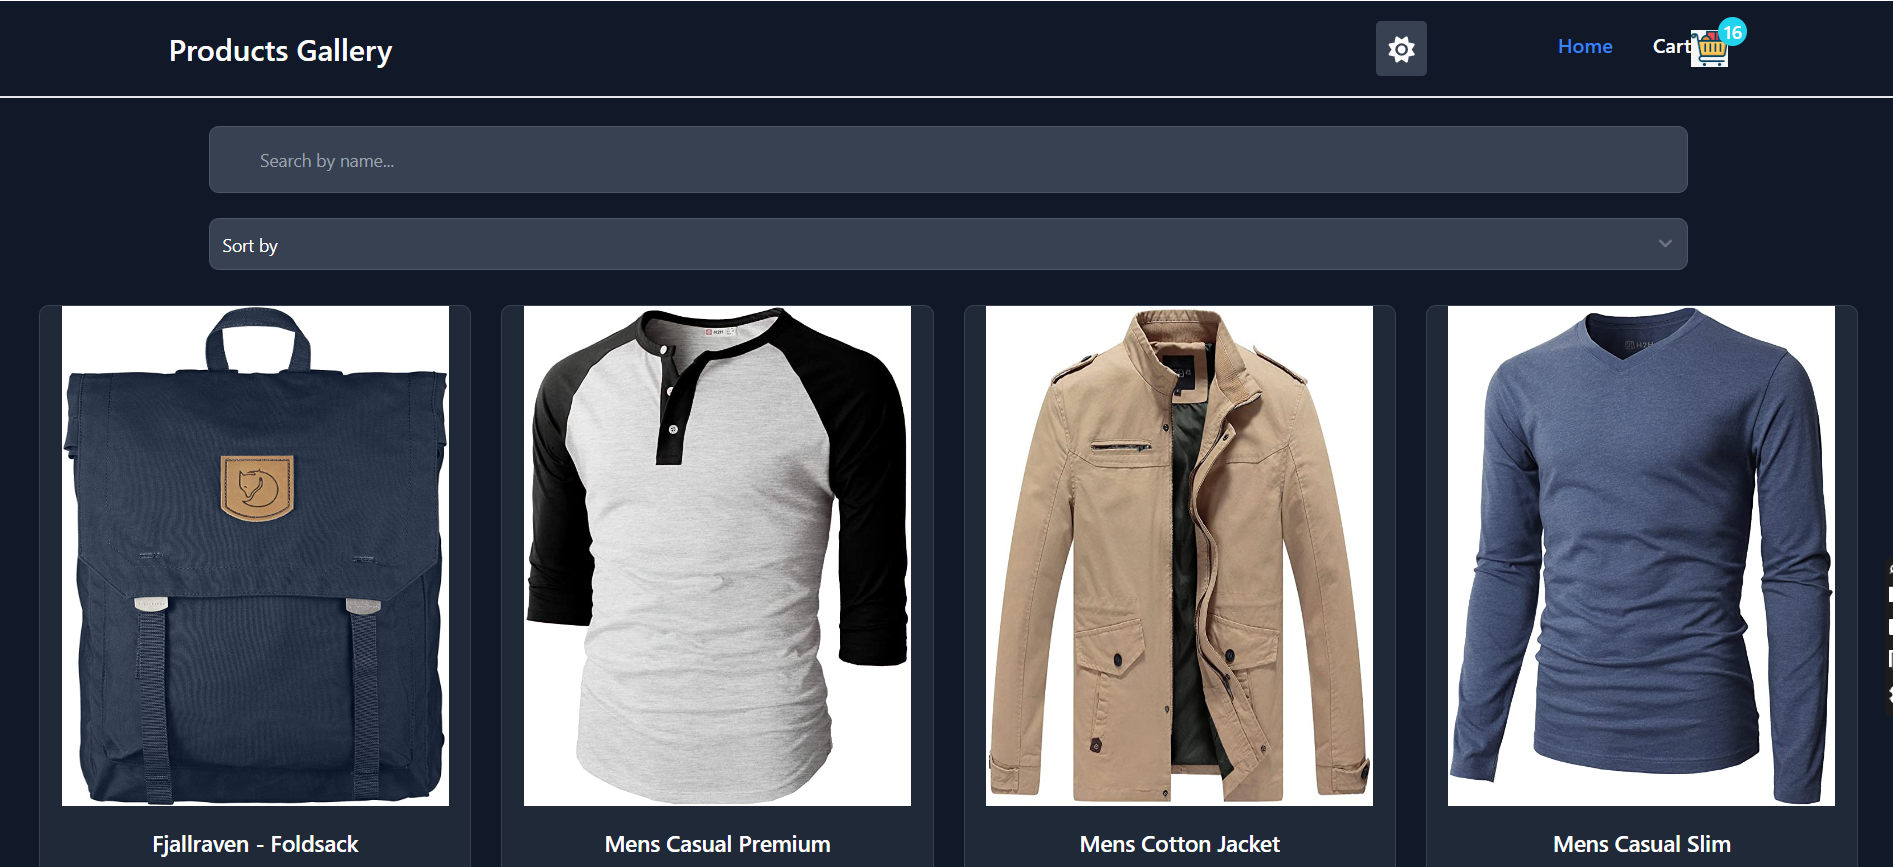 Products Gallery
Home
Cart
16
Search by name...
Sort by
Fjallraven - Foldsack
Mens Casual Premium
Mens Cotton Jacket
Mens Casual Slim